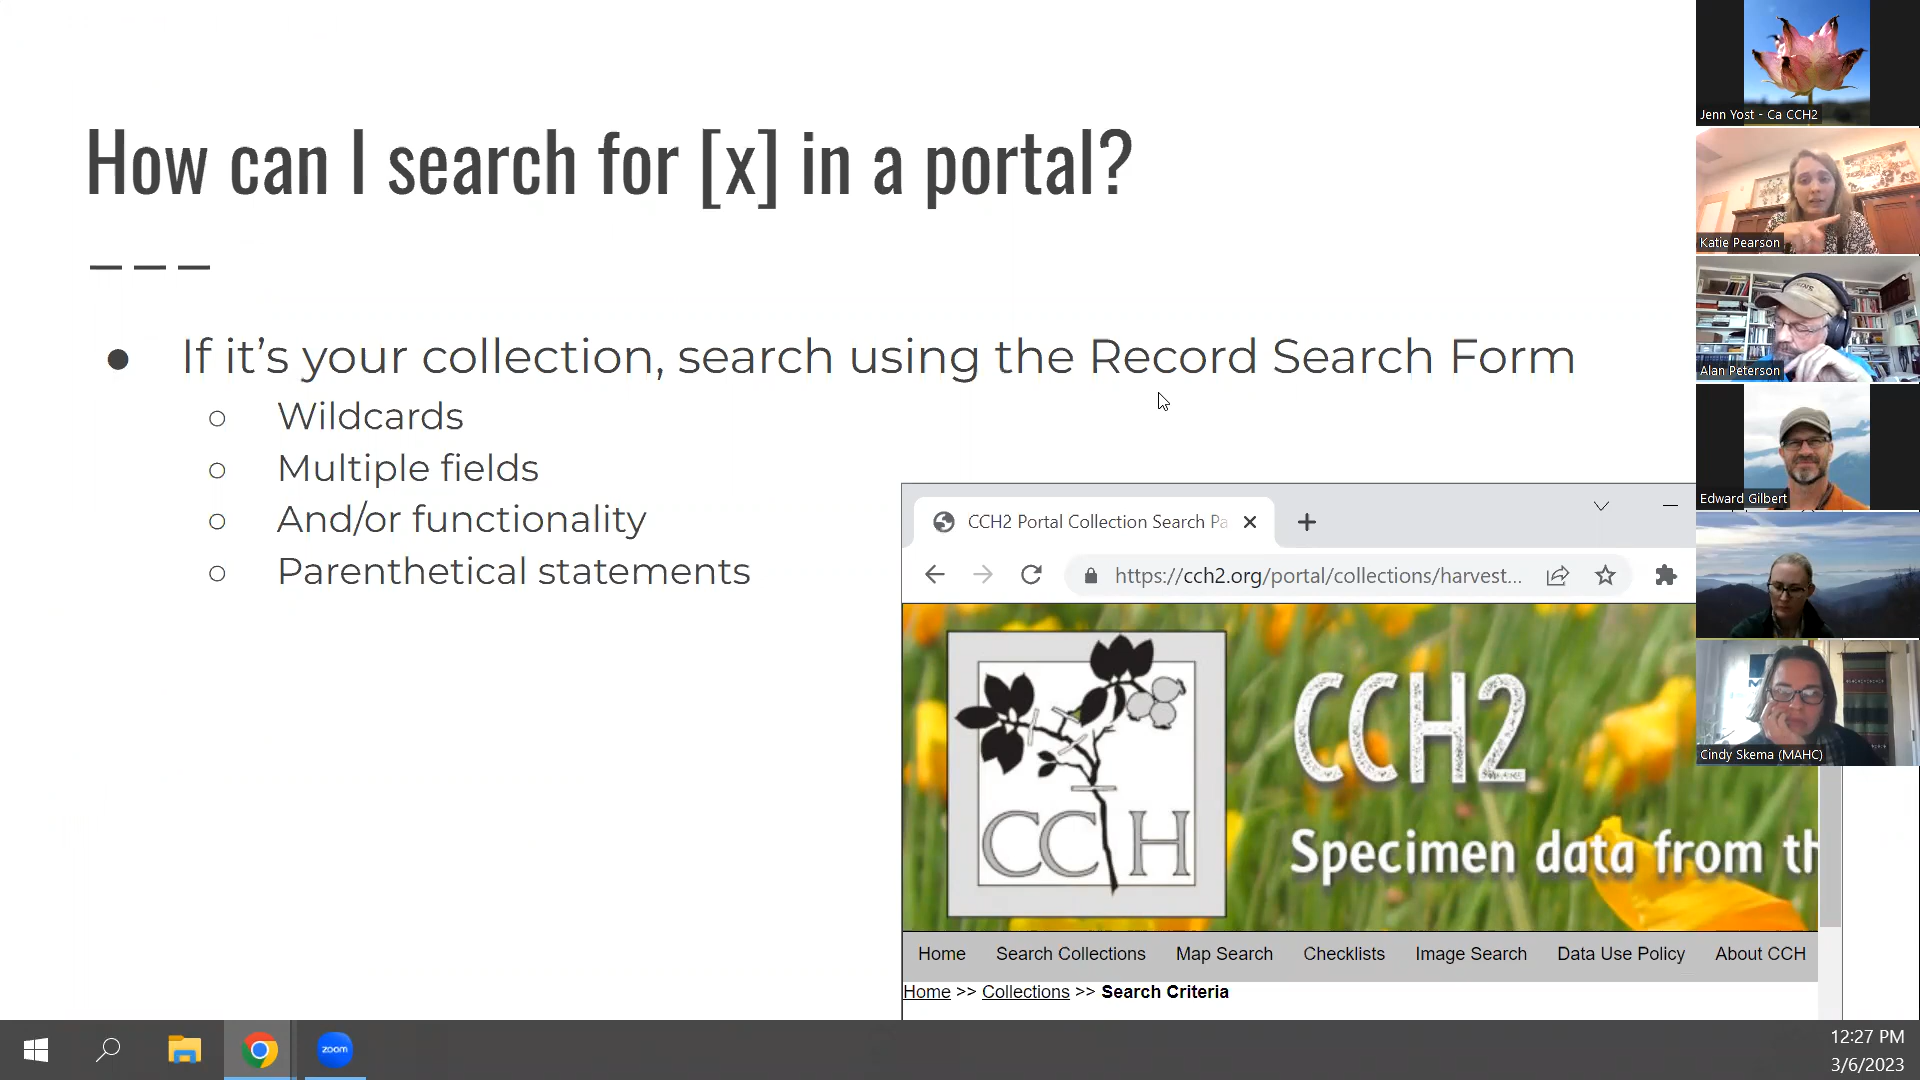 How can I search for [x] in a portal?
● If it’s your collection, search using the Record Search Form
○ Wildcards
○ Multiple fields
○ And/or functionality
○ Parenthetical statements
CCH2 Portal Collection Search Pa
https://cch2.org/portal/collections/harvest...
CCH
CCH2
Specimen data from th
Home Search Collections Map Search Checklists Image Search Data Use Policy About CCH
Home >> Collections >> Search Criteria
Jenn Yost - Ca CCH2
Katie Pearson
Alan Peterson
Edward Gilbert
Cindy Skema (MAHC)
zoom
12:27 PM
3/6/2023